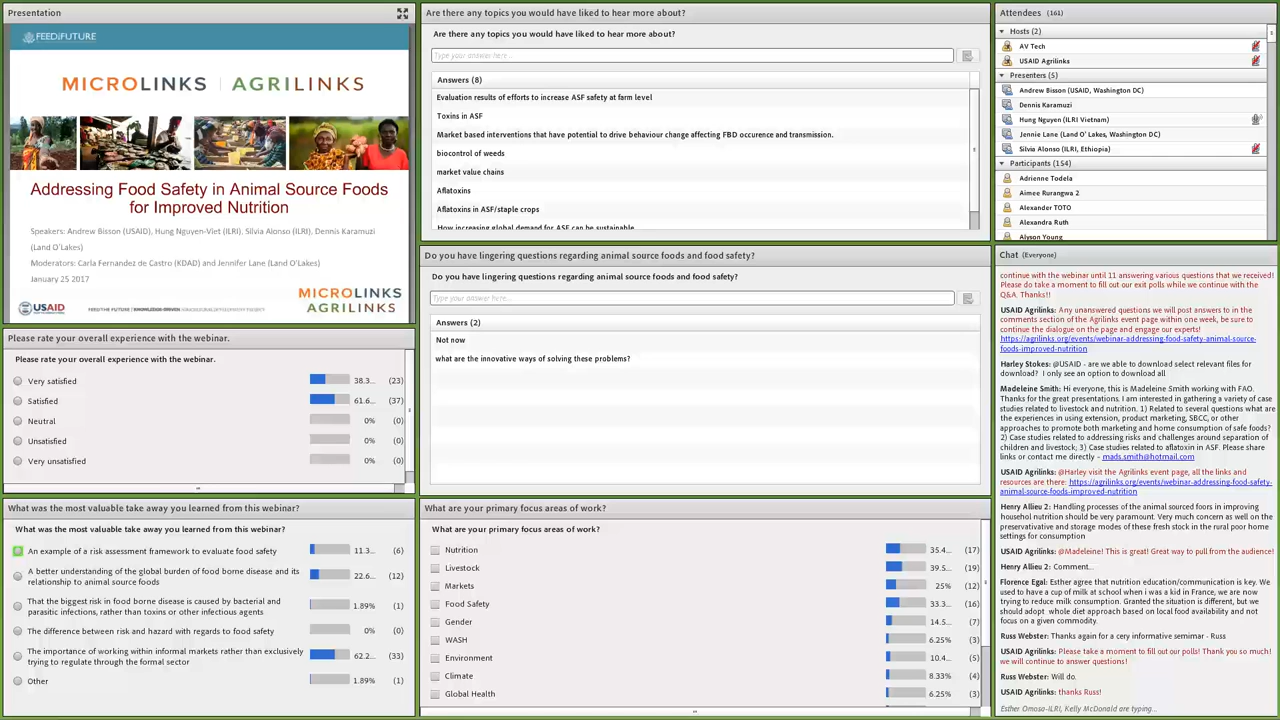 Presentation
FEEDIFUTURE
MICROLINKS | AGRILINKS
Addressing Food Safety in Animal Source Foods
for Improved Nutrition
Speakers: Andrew Bisson (USAID), Hung Nguyen-Viet (ILRI), Silvia Alonso (ILRI), Dennis Karamuzi
(Land O'Lakes)
Moderators: Carla Fernandez de Castro (KDAD) and Jennifer Lane (Land O'Lakes)
January 25 2017
USAID
MICROLINKS
AGRILINKS
Please rate your overall experience with the webinar.
Please rate your overall experience with the webinar.
Very satisfied 38.3... (23)
Satisfied 61.6... (37)
Neutral 0% (0)
Unsatisfied 0% (0)
Very unsatisfied 0% (0)
What was the most valuable take away you learned from this webinar?
What was the most valuable take away you learned from this webinar?
An example of a risk assessment framework to evaluate food safety 11.3... (6)
A better understanding of the global burden of food borne disease and its
relationship to animal source foods 22.6... (12)
That the biggest risk in food borne disease is caused by bacterial and
parasitic infections, rather than toxins or other infectious agents 1.89% (1)
The difference between risk and hazard with regards to food safety 0% (0)
The importance of working within informal markets rather than exclusively
trying to regulate through the formal sector 62.2... (33)
Other 1.89% (1)
Are there any topics you would have liked to hear more about?
Are there any topics you would have liked to hear more about?
Type your answer here...
Answers (8)
Evaluation results of efforts to increase ASF safety at farm level
Toxins in ASF
Market based interventions that have potential to drive behaviour change affecting FBD occurence and transmission.
biocontrol of weeds
market value chains
Aflatoxins
Aflatoxins in ASF/staple crops
How increasing global demand for ASF can be sustainable
Do you have lingering questions regarding animal source foods and food safety?
Do you have lingering questions regarding animal source foods and food safety?
Type your answer here...
Answers (2)
Not now
what are the innovative ways of solving these problems?
What are your primary focus areas of work?
What are your primary focus areas of work?
Nutrition 35.4... (17)
Livestock 39.5... (19)
Markets 25% (12)
Food Safety 33.3... (16)
Gender 14.5... (7)
WASH 6.25% (3)
Environment 10.4... (5)
Climate 8.33% (4)
Global Health 6.25% (3)
Attendees (161)
Hosts (2)
AV Tech
USAID Agrilinks
Presenters (5)
Andrew Bisson (USAID, Washington DC)
Dennis Karamuzi
Hung Nguyen (ILRI Vietnam)
Jennie Lane (Land O' Lakes, Washington DC)
Silvia Alonso (ILRI, Ethiopia)
Participants (154)
Adrienne Todela
Aimee Rurangwa 2
Alexander TOTO
Alexandra Ruth
Alyson Young
Chat (Everyone)
continue with the webinar until 11 answering various questions that we received!
Please do take a moment to fill out our exit polls while we continue with the
Q&A. Thanks!!
USAID Agrilinks: Any unanswered questions we will post answers to in the
comments section of the Agrilinks event page within one week, be sure to
continue the dialogue on the page and engage our experts!
https://agrilinks.org/events/webinar-addressing-food-safety-animal-source-
foods-improved-nutrition
Harley Stokes: @USAID - are we able to download select relevant files for
download? I only see an option to download all
Madeleine Smith: Hi everyone, this is Madeleine Smith working with FAO.
Thanks for the great presentations. I am interested in gathering a variety of case
studies related to livestock and nutrition. 1) Related to several questions what are
the experiences in using extension, product marketing, SBCC, or other
approaches to promote both marketing and home consumption of safe foods?
2) Case studies related to addressing risks and challenges around separation of
children and livestock; 3) Case studies related to aflatoxin in ASF. Please share
links or contact me directly - mads.smith@hotmail.com
USAID Agrilinks: @Harley visit the Agrilinks event page, all the links and
resources are there: https://agrilinks.org/events/webinar-addressing-food-safety-
animal-source-foods-improved-nutrition
Henry Allieu 2: Handling processes of the animal sourced foors in improving
househol nutrition should be very paramount. Very much concern as well on the
preservativative and storage modes of these fresh stock in the rural poor home
settings for consumption
USAID Agrilinks: @Madeleine! This is great! Great way to pull from the audience!
Henry Allieu 2: Comment...
Florence Egal: Esther agree that nutrition education/communication is key. We
used to have a cup of milk at school when i was a kid in France, we are now
trying to reduce milk consumption. Granted the situation is different, but we
should adopt whole diet approach based on local food availability and not
focus on a given commodity.
Russ Webster: Thanks again for a cery informative seminar - Russ
USAID Agrilinks: Please take a moment to fill out our polls! Thank you so much!
we will continue to answer questions!
Russ Webster: Will do.
USAID Agrilinks: thanks Russ!
Esther Omosa-ILRI, Kelly McDonald are typing...